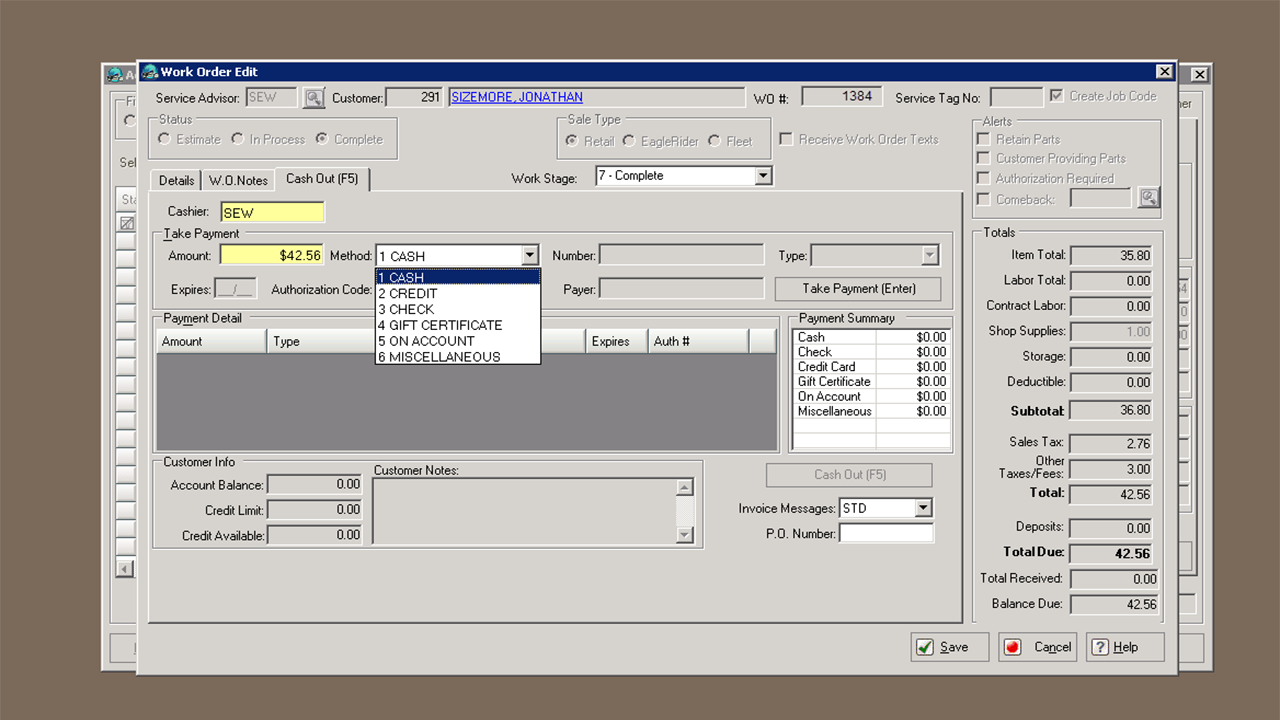 Work Order Edit
Service Advisor: SEW Customer: 291 SIZEMORE, JONATHAN WO #: 1384 Service Tag No: Create Job Code
Status
Estimate In Process Complete
Sale Type
Retail EagleRider Fleet
Receive Work Order Texts
Alerts
Retain Parts
Customer Providing Parts
Authorization Required
Comeback:
Details W.O.Notes Cash Out (F5)
Work Stage: 7 - Complete
Cashier: SEW
Take Payment
Amount: $42.56 Method: 1 CASH Number: Type:
1 CASH
2 CREDIT
3 CHECK
4 GIFT CERTIFICATE
5 ON ACCOUNT
6 MISCELLANEOUS
Expires: __/__ Authorization Code: Payer: Take Payment (Enter)
Payment Detail
Amount Type Expires Auth #
Payment Summary
Cash $0.00
Check $0.00
Credit Card $0.00
Gift Certificate $0.00
On Account $0.00
Miscellaneous $0.00
Customer Info
Account Balance: 0.00
Credit Limit: 0.00
Credit Available: 0.00
Customer Notes:
Cash Out (F5)
Invoice Messages: STD
P.O. Number:
Totals
Item Total: 35.80
Labor Total: 0.00
Contract Labor: 0.00
Shop Supplies: 1.00
Storage: 0.00
Deductible: 0.00
Subtotal: 36.80
Sales Tax: 2.76
Other
Taxes/Fees: 3.00
Total: 42.56
Deposits: 0.00
Total Due: 42.56
Total Received: 0.00
Balance Due: 42.56
Save Cancel Help